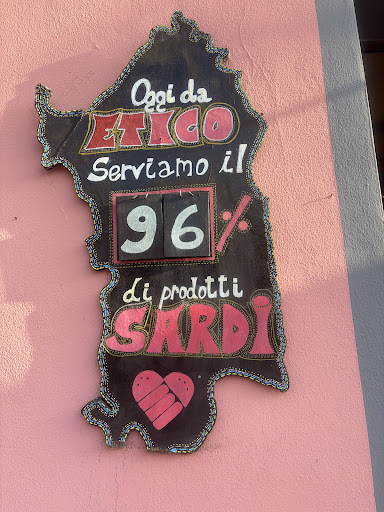 Oggi da
ETICO
Serviamo il
96%
di prodotti
SARDI